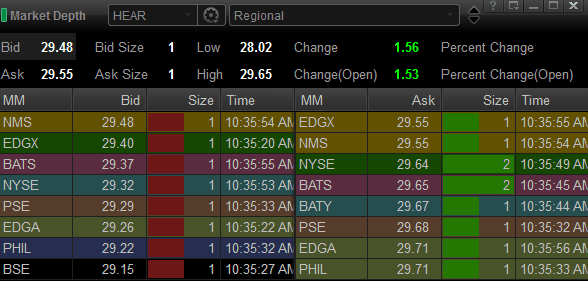 Market Depth HEAR Regional
Bid 29.48 Bid Size 1 Low 28.02 Change 1.56 Percent Change
Ask 29.55 Ask Size 1 High 29.65 Change(Open) 1.53 Percent Change(Open)
MM Bid Size Time MM Ask Size Time
NMS 29.48 1 10:35:54 AM EDGX 29.55 1 10:35:55 AM
EDGX 29.40 1 10:35:20 AM NMS 29.55 1 10:35:54 AM
BATS 29.37 1 10:35:55 AM NYSE 29.64 2 10:35:49 AM
NYSE 29.32 1 10:35:53 AM BATS 29.65 2 10:35:45 AM
PSE 29.29 1 10:35:33 AM BATY 29.67 1 10:35:44 AM
EDGA 29.26 1 10:35:22 AM PSE 29.68 1 10:35:32 AM
PHIL 29.22 1 10:35:32 AM EDGA 29.71 1 10:35:56 AM
BSE 29.15 1 10:35:27 AM PHIL 29.71 1 10:35:33 AM